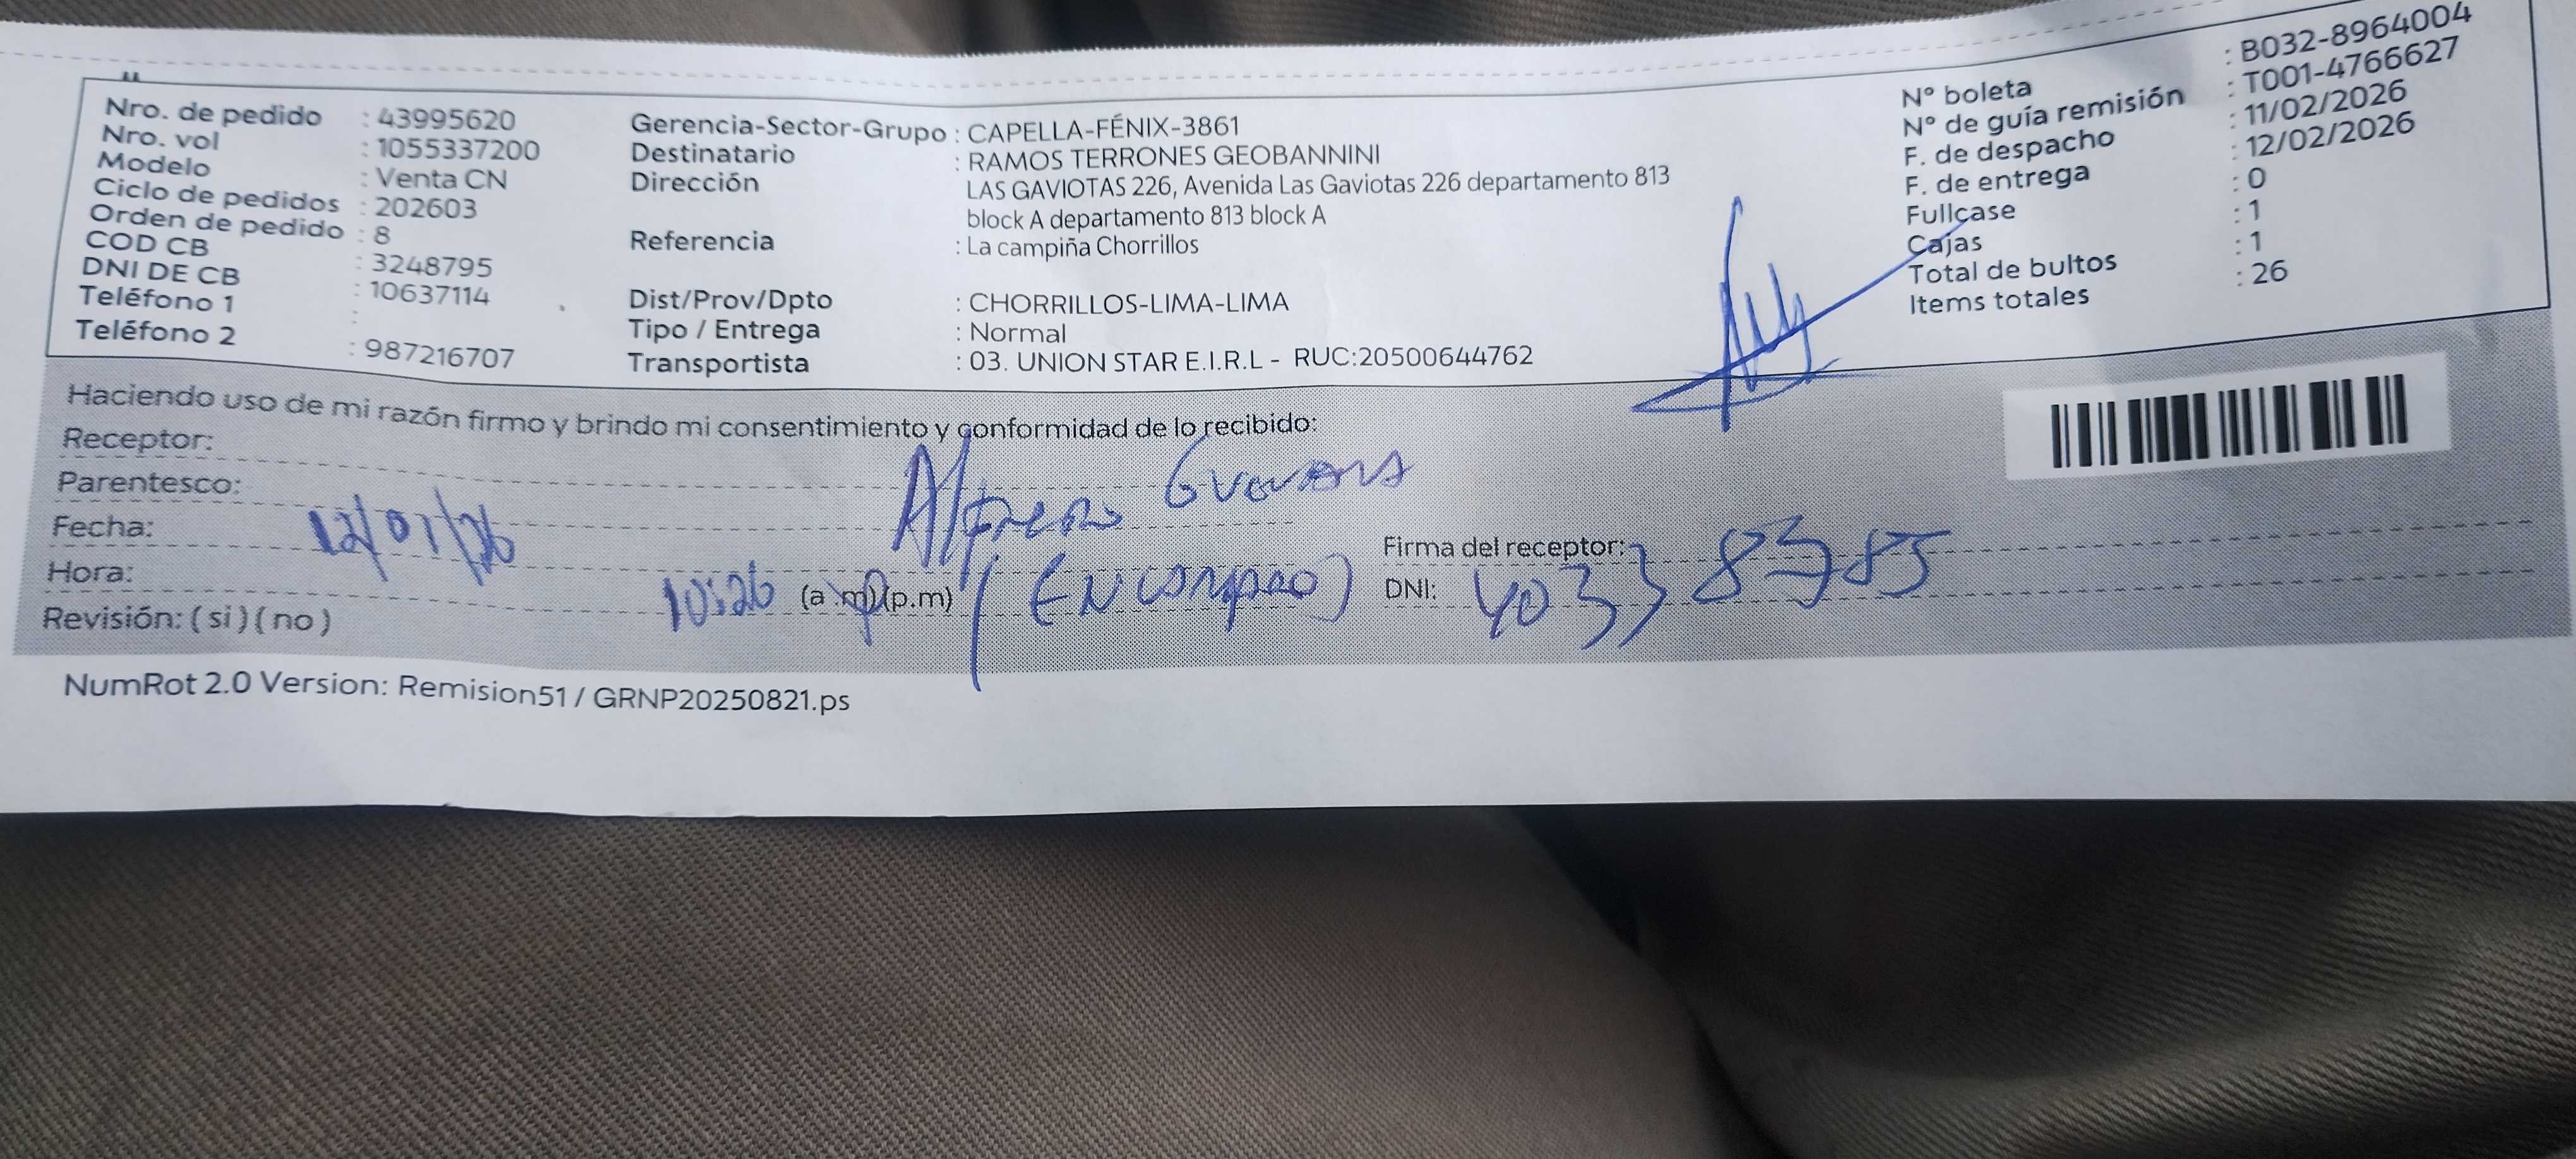 Nro. de pedido : 43995620
Nro. vol : 1055337200
Modelo : Venta CN
Ciclo de pedidos : 202603
Orden de pedido : 8
COD CB : 3248795
DNI DE CB : 10637114
Teléfono 1 :
Teléfono 2 : 987216707
Gerencia-Sector-Grupo : CAPELLA-FÉNIX-3861
Destinatario : RAMOS TERRONES GEOBANNINI
Dirección LAS GAVIOTAS 226, Avenida Las Gaviotas 226 departamento 813
block A departamento 813 block A
Referencia : La campiña Chorrillos
Dist/Prov/Dpto : CHORRILLOS-LIMA-LIMA
Tipo / Entrega : Normal
Transportista : 03. UNION STAR E.I.R.L - RUC:20500644762
N° boleta : B032-8964004
N° de guía remisión : T001-4766627
F. de despacho : 11/02/2026
F. de entrega : 12/02/2026
Fullcase : 0
Cajas : 1
Total de bultos : 1
Items totales : 26
Haciendo uso de mi razón firmo y brindo mi consentimiento y conformidad de lo recibido:
Receptor:
Parentesco: Alfredo
Fecha: 12/01/26
Firma del receptor:
Hora: 10:26 (a.m)(p.m)
DNI:
Revisión: ( si ) ( no )
NumRot 2.0 Version: Remision51 / GRNP20250821.ps